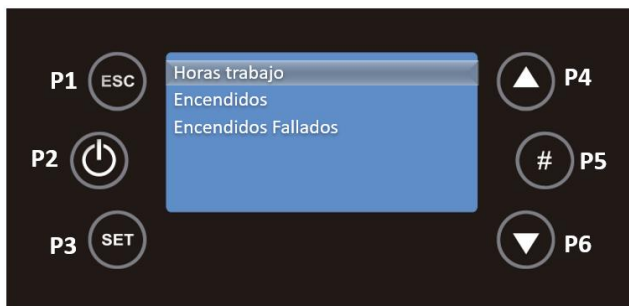 P1 ESC
Horas trabajo
Encendidos
Encendidos Fallados
P4
P2
# P5
P3 SET
P6